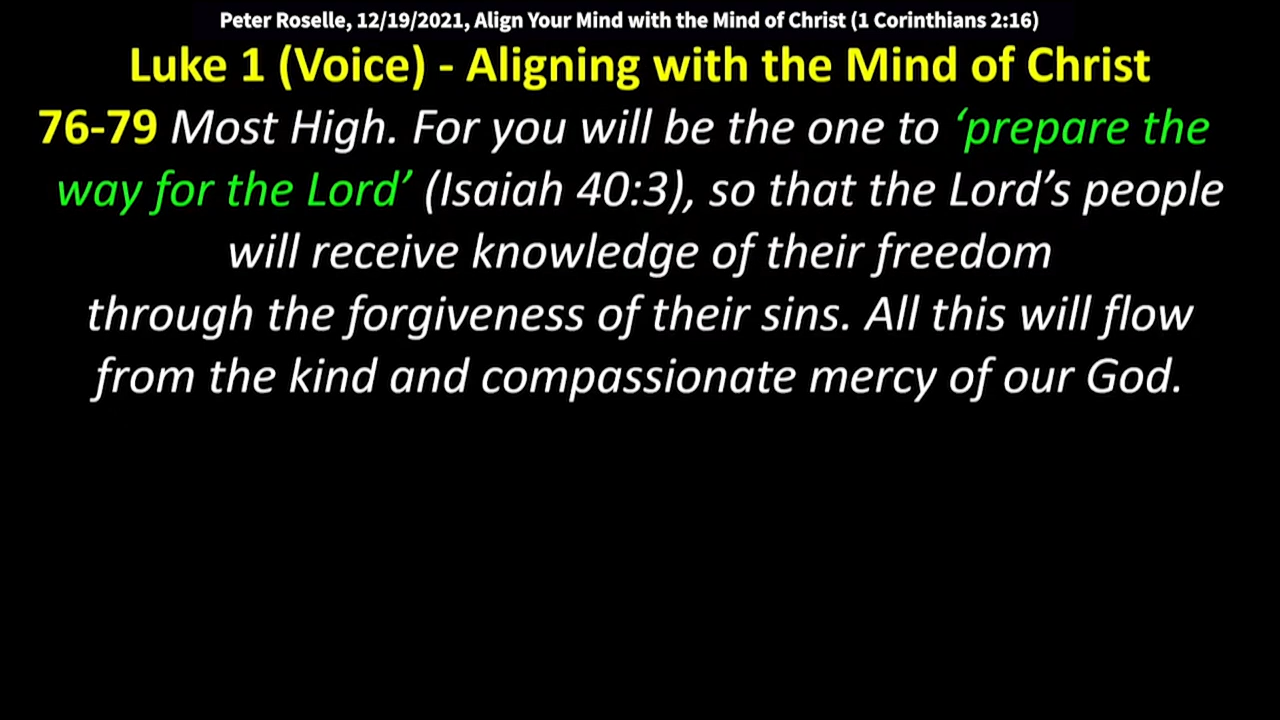 Peter Roselle, 12/19/2021, Align Your Mind with the Mind of Christ (1 Corinthians 2:16)
Luke 1 (Voice) - Aligning with the Mind of Christ
76-79 Most High. For you will be the one to ‘prepare the
way for the Lord’ (Isaiah 40:3), so that the Lord’s people
will receive knowledge of their freedom
through the forgiveness of their sins. All this will flow
from the kind and compassionate mercy of our God.